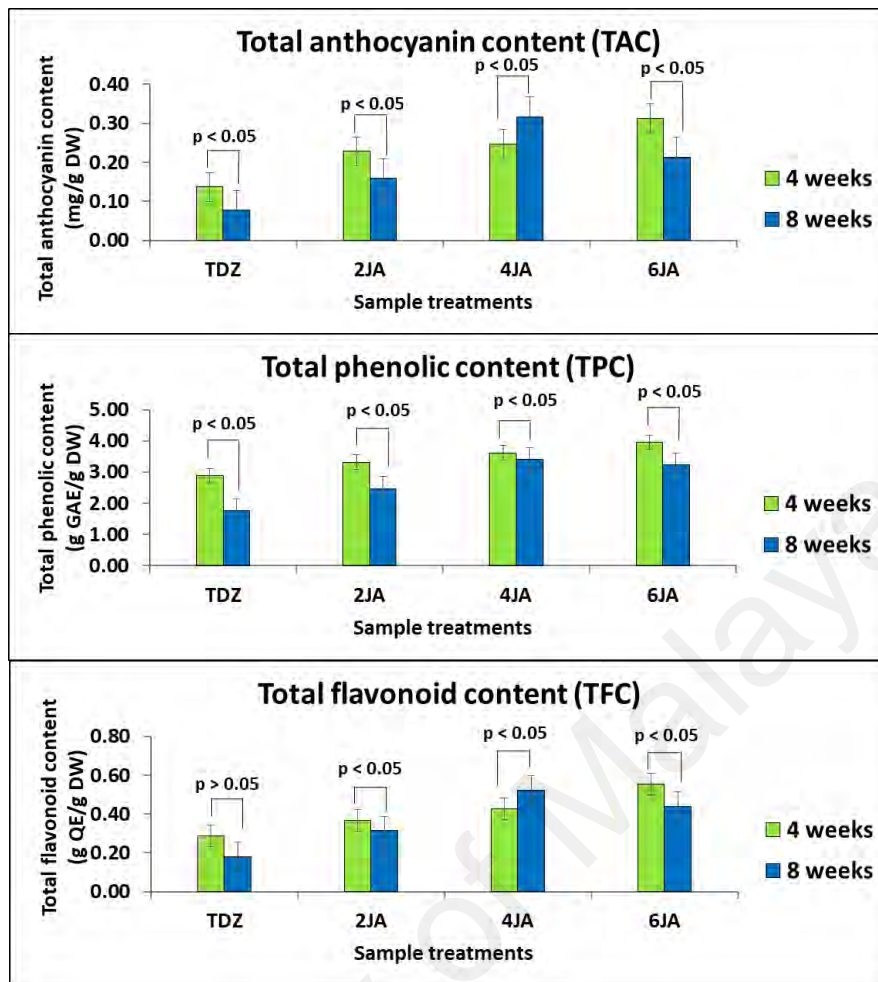 Total anthocyanin content (TAC)
Total anthocyanin content
(mg/g DW)
0.40
0.30
0.20
0.10
0.00
p < 0.05
p < 0.05
p < 0.05
p < 0.05
TDZ
2JA
4JA
6JA
Sample treatments
4 weeks
8 weeks
Total phenolic content (TPC)
Total phenolic content
(g GAE/g DW)
5.00
4.00
3.00
2.00
1.00
0.00
p < 0.05
p < 0.05
p < 0.05
p < 0.05
TDZ
2JA
4JA
6JA
Sample treatments
4 weeks
8 weeks
Total flavonoid content (TFC)
Total flavonoid content
(g QE/g DW)
0.80
0.60
0.40
0.20
0.00
p > 0.05
p < 0.05
p < 0.05
p < 0.05
TDZ
2JA
4JA
6JA
Sample treatments
4 weeks
8 weeks
of Malaya